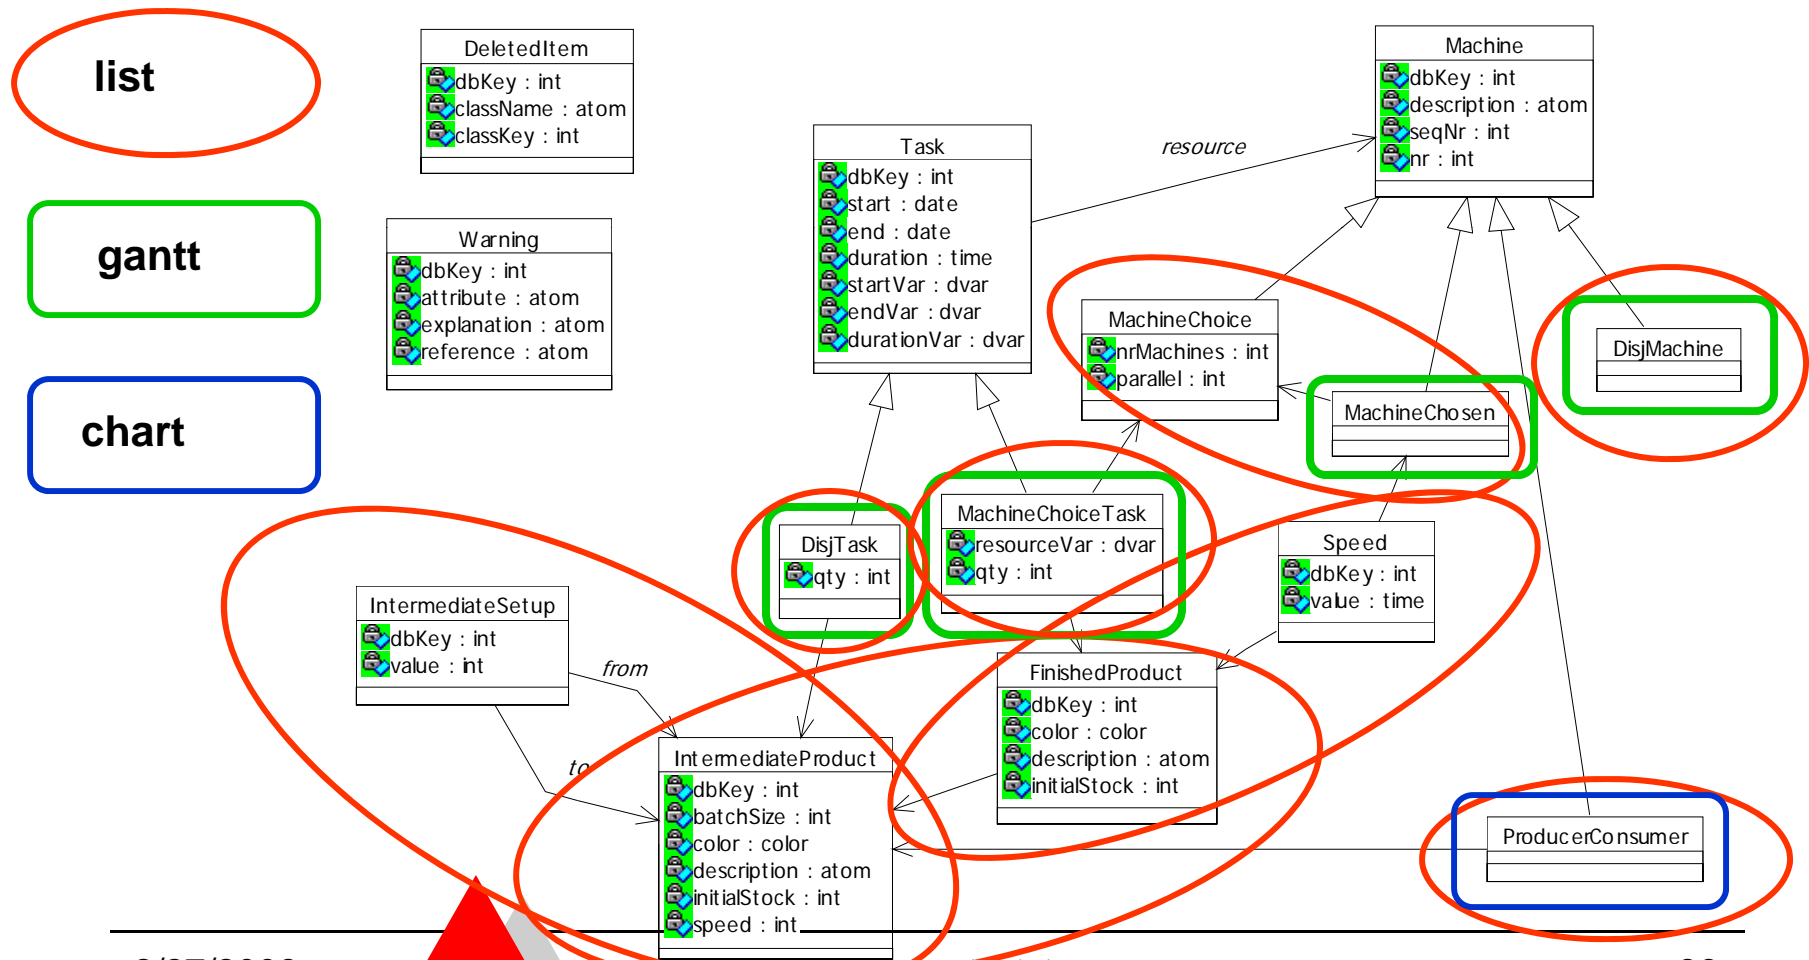 list
gantt
chart
DeletedItem
dbKey : int
className : atom
classKey : int
Warning
dbKey : int
attribute : atom
explanation : atom
reference : atom
Task
dbKey : int
start : date
end : date
duration : time
startVar : dvar
endVar : dvar
durationVar : dvar
resource
Machine
dbKey : int
description : atom
seqNr : int
nr : int
MachineChoice
nrMachines : int
parallel : int
MachineChosen
DisjMachine
DisjTask
qty : int
MachineChoiceTask
resourceVar : dvar
qty : int
Speed
dbKey : int
value : time
IntermediateSetup
dbKey : int
value : int
from
to
IntermediateProduct
dbKey : int
batchSize : int
color : color
description : atom
initialStock : int
speed : int
FinishedProduct
dbKey : int
color : color
description : atom
initialStock : int
ProducerConsumer